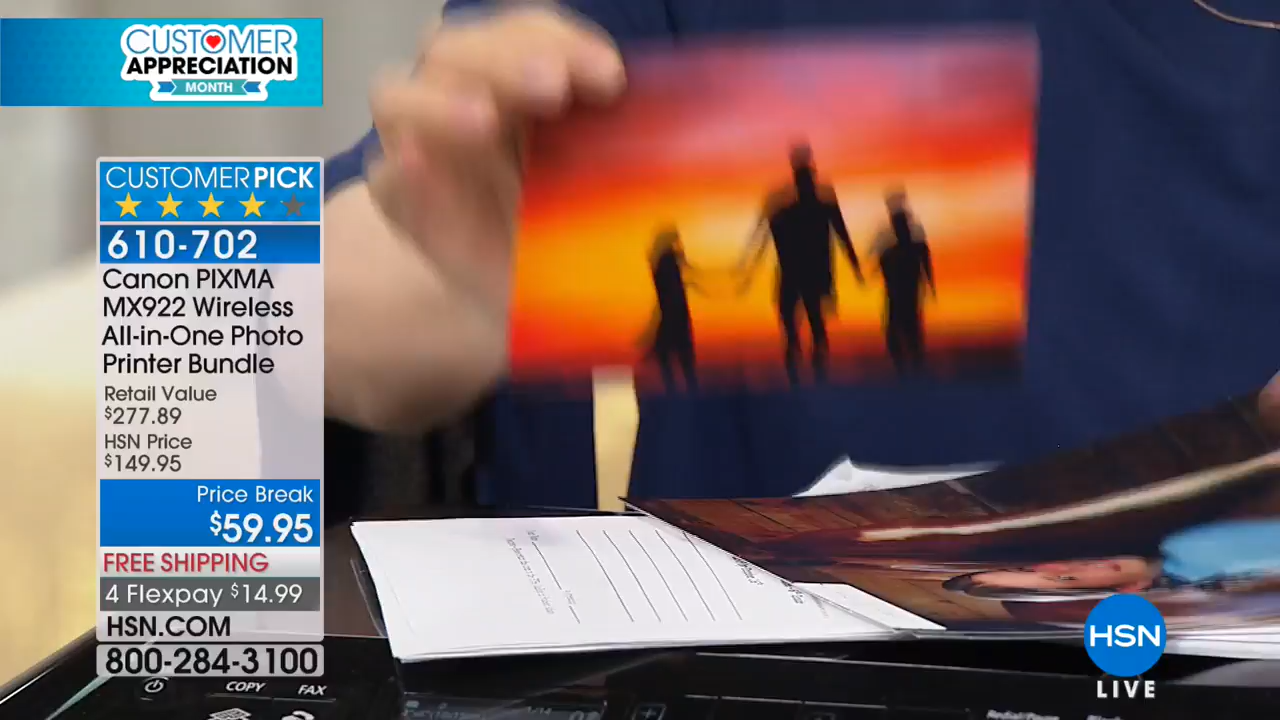 CUSTOMER
APPRECIATION
MONTH
CUSTOMER PICK
610-702
Canon PIXMA
MX922 Wireless
All-in-One Photo
Printer Bundle
Retail Value
$277.89
HSN Price
$149.95
Price Break
$59.95
FREE SHIPPING
4 Flexpay $14.99
HSN.COM
800-284-3100
COPY
FAX
HSN
LIVE